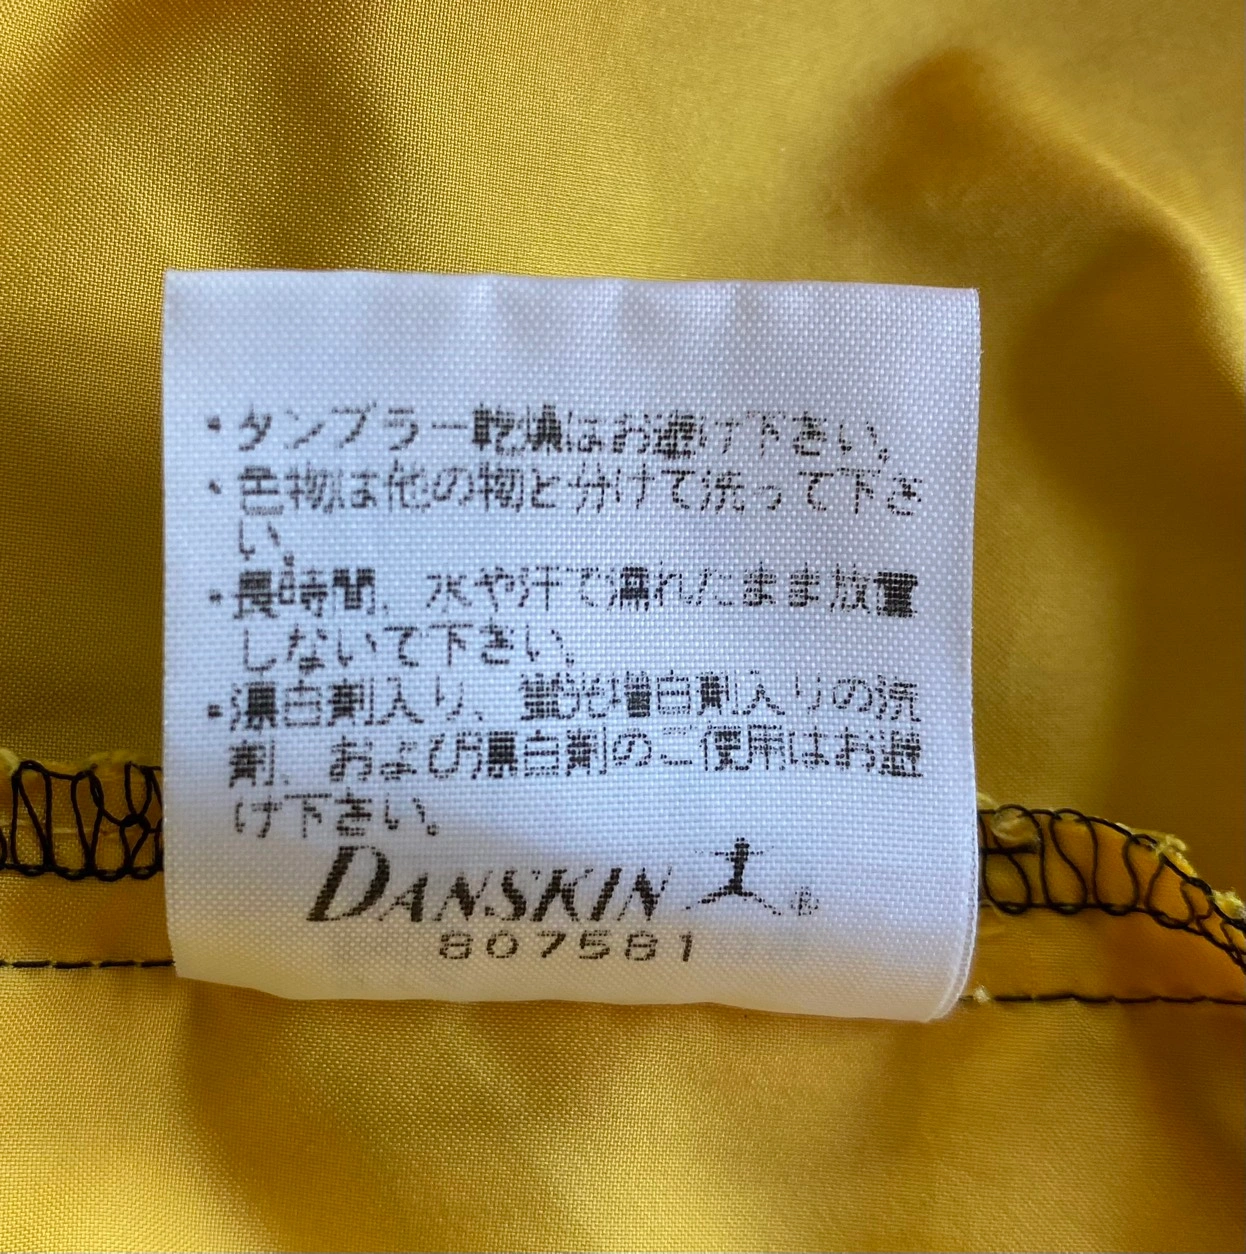 ・タンブラー乾燥はお避け下さい。
・色物は他の物と分けて洗って下さ
い。
・長時間、水や汗で濡れたまま放置
しないで下さい。
・漂白剤入り、蛍光増白剤入りの洗
剤、および漂白剤のご使用はお避
け下さい。
DANSKIN ®
807581